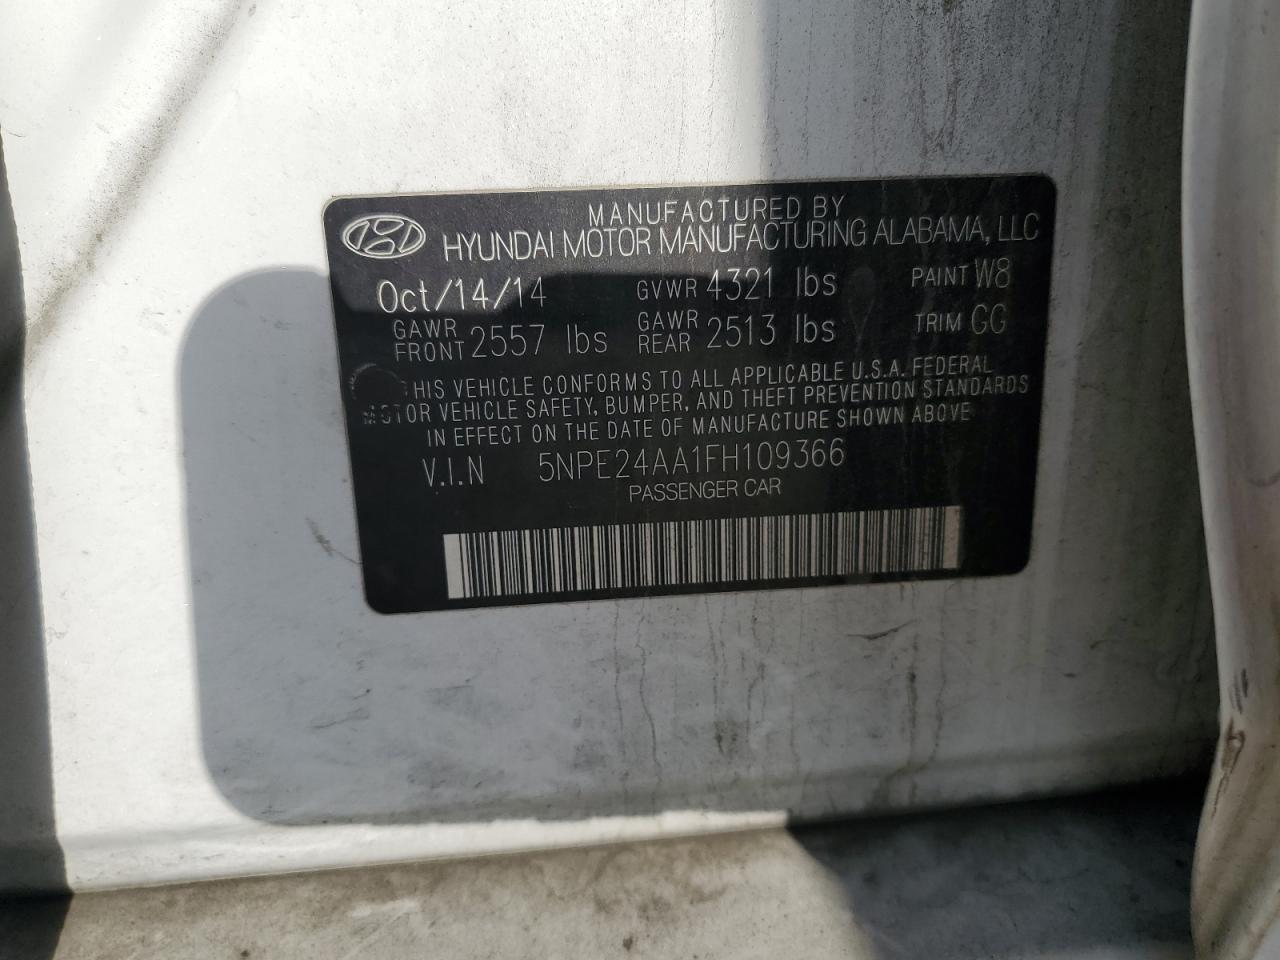 MANUFACTURED BY
HYUNDAI MOTOR MANUFACTURING ALABAMA, LLC
Oct/14/14 GVWR 4321 lbs PAINT W8
GAWR FRONT 2557 lbs GAWR REAR 2513 lbs TRIM GG
THIS VEHICLE CONFORMS TO ALL APPLICABLE U.S.A. FEDERAL
MOTOR VEHICLE SAFETY, BUMPER, AND THEFT PREVENTION STANDARDS
IN EFFECT ON THE DATE OF MANUFACTURE SHOWN ABOVE
V.I.N 5NPE24AA1FH109366
PASSENGER CAR